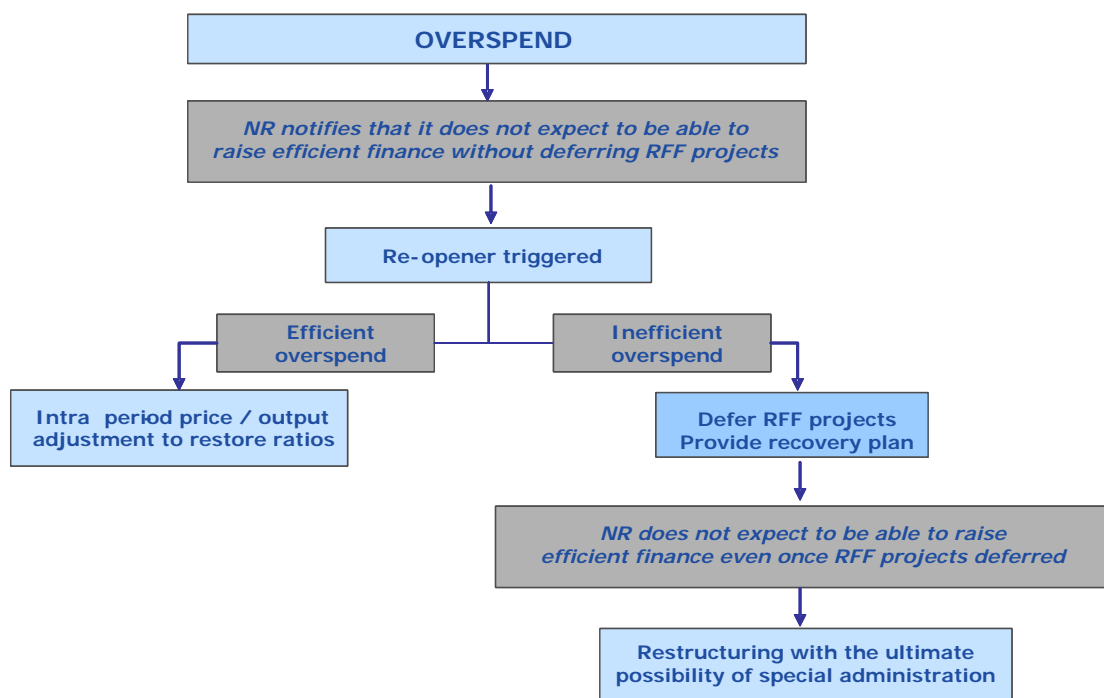 OVERSPEND
NR notifies that it does not expect to be able to
raise efficient finance without deferring RFF projects
Re-opener triggered
Efficient
overspend
Inefficient
overspend
Intra period price / output
adjustment to restore ratios
Defer RFF projects
Provide recovery plan
NR does not expect to be able to raise
efficient finance even once RFF projects deferred
Restructuring with the ultimate
possibility of special administration